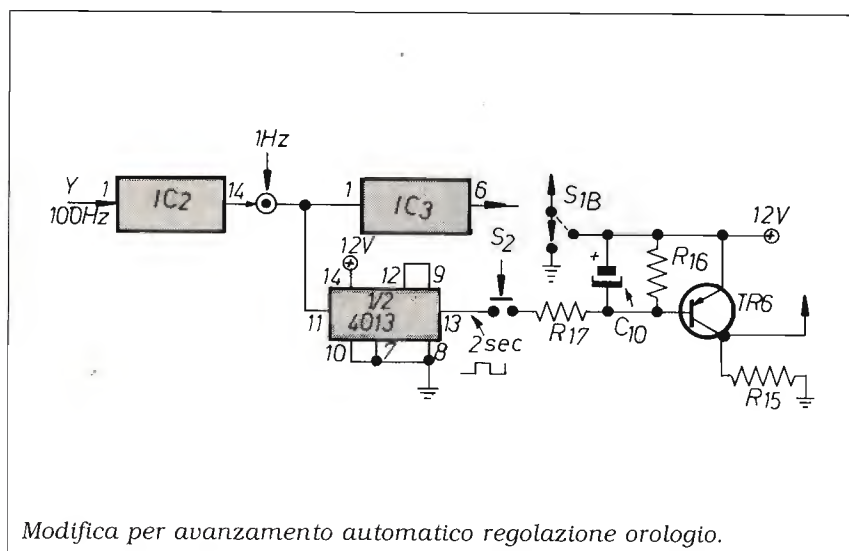 1Hz
Y
100Hz
1
IC2
14
1
IC3
6
S1B
12V
12V
14
12
9
S2
+
R16
TR6
11
1/2
4013
13
R17
C10
10
7
8
2sec
R15
Modifica per avanzamento automatico regolazione orologio.